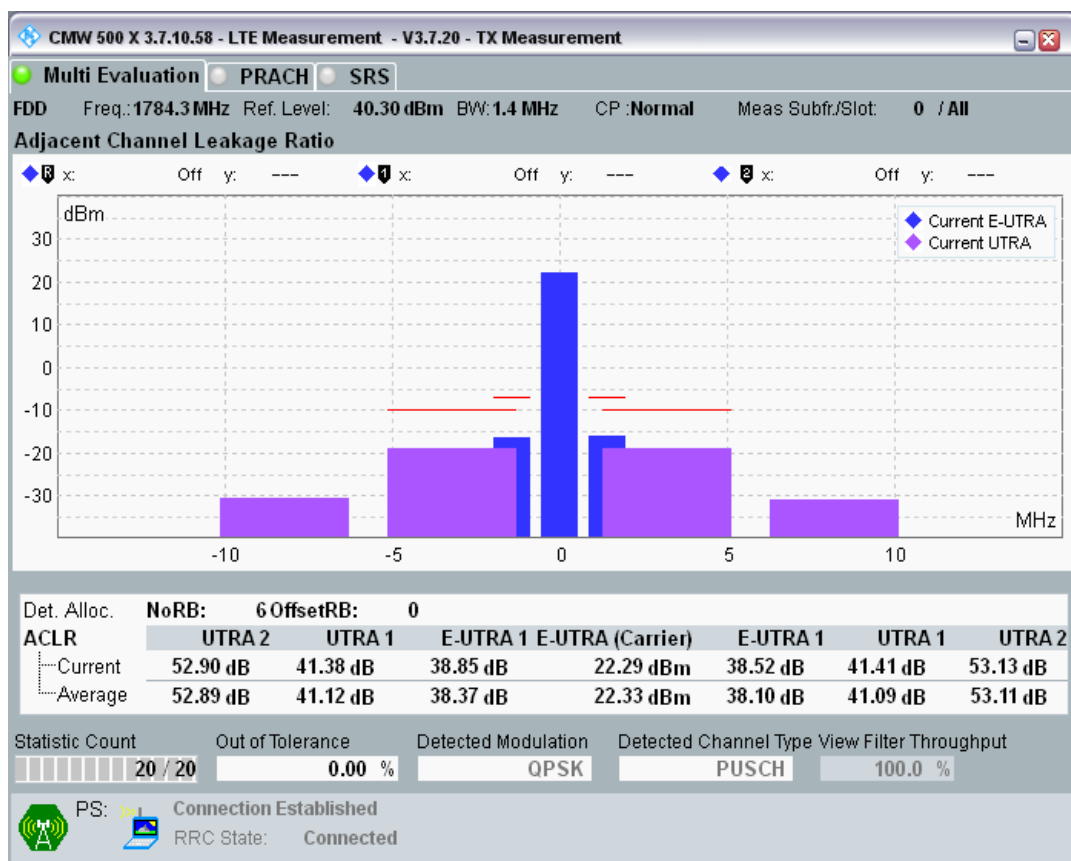 CMW 500 X 3.7.10.58 - LTE Measurement - V3.7.20 - TX Measurement
Multi Evaluation PRACH SRS
FDD Freq.: 1784.3 MHz Ref. Level: 40.30 dBm BW: 1.4 MHz CP :Normal Meas Subfr./Slot: 0 / All
Adjacent Channel Leakage Ratio
R x: Off y: --- 1 x: Off y: --- 2 x: Off y: ---
dBm
Current E-UTRA
Current UTRA
30
20
10
0
-10
-20
-30
MHz
-10 -5 0 5 10
Det. Alloc. NoRB: 6 OffsetRB: 0
ACLR UTRA 2 UTRA 1 E-UTRA 1 E-UTRA (Carrier) E-UTRA 1 UTRA 1 UTRA 2
Current 52.90 dB 41.38 dB 38.85 dB 22.29 dBm 38.52 dB 41.41 dB 53.13 dB
Average 52.89 dB 41.12 dB 38.37 dB 22.33 dBm 38.10 dB 41.09 dB 53.11 dB
Statistic Count Out of Tolerance Detected Modulation Detected Channel Type View Filter Throughput
20 / 20 0.00 % QPSK PUSCH 100.0 %
PS: Connection Established
RRC State: Connected